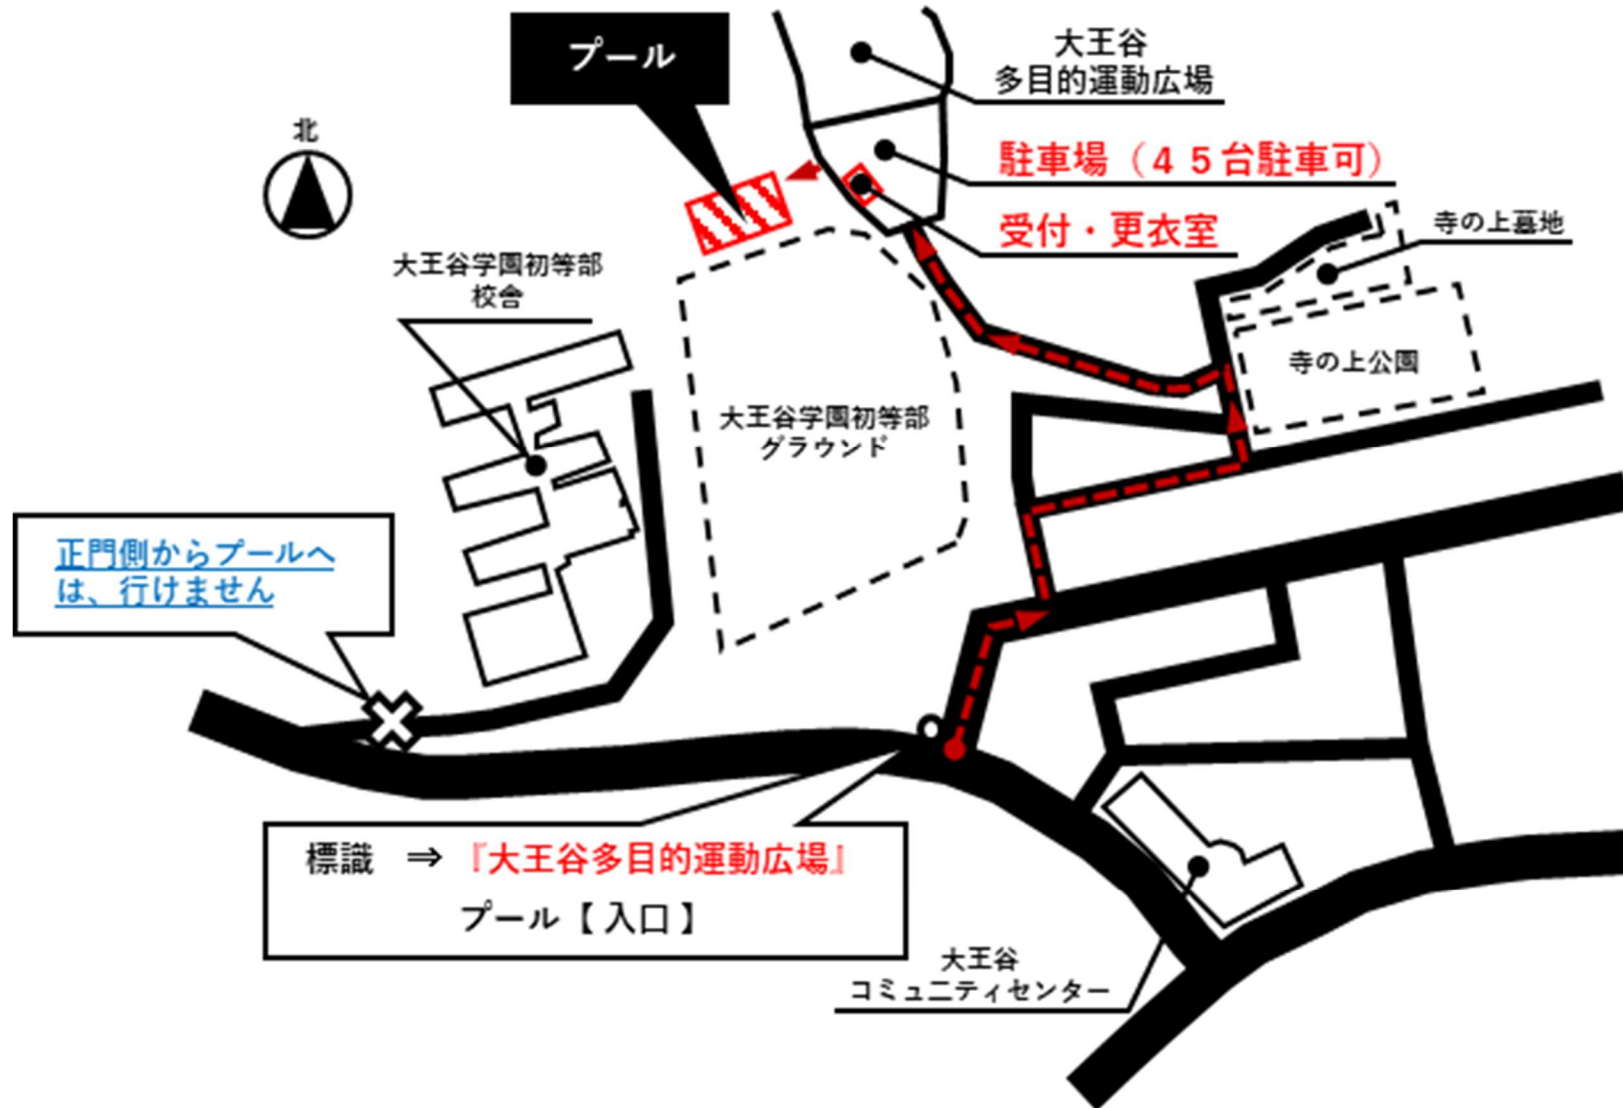 プール
大王谷
多目的運動広場
北
駐車場（４５台駐車可）
受付・更衣室
寺の上墓地
大王谷学園初等部
校舎
寺の上公園
大王谷学園初等部
グラウンド
正門側からプールへ
は、行けません
標識　⇒『大王谷多目的運動広場』
プール【入口】
大王谷
コミュニティセンター